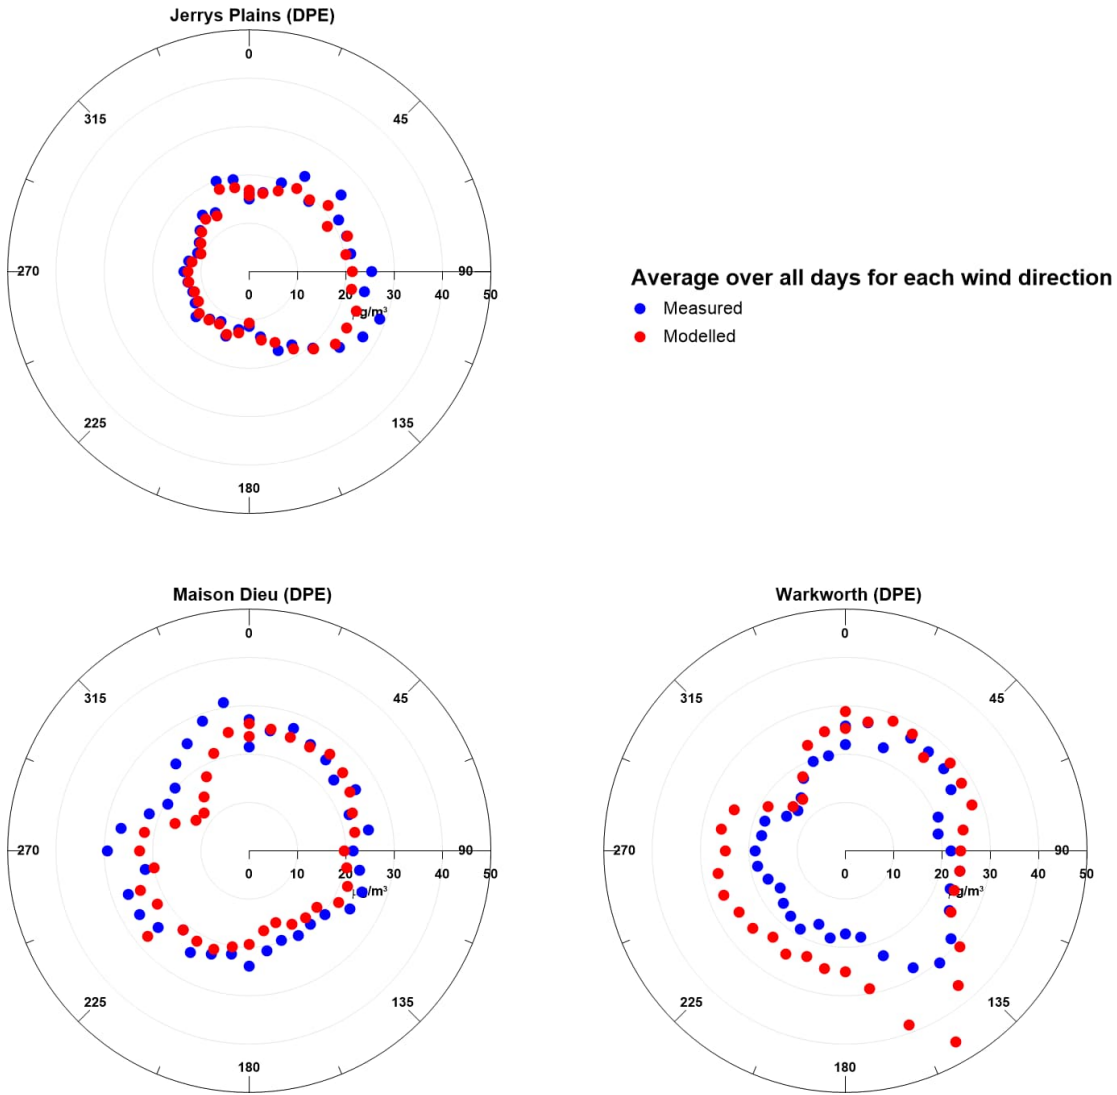 Jerrys Plains (DPE)
0
315
45
270
90
0 10 20 30 40 50
µg/m³
225
135
180
Average over all days for each wind direction
Measured
Modelled
Maison Dieu (DPE)
0
315
45
270
90
0 10 20 30 40 50
µg/m³
225
135
180
Warkworth (DPE)
0
315
45
270
90
0 10 20 30 40 50
µg/m³
225
135
180